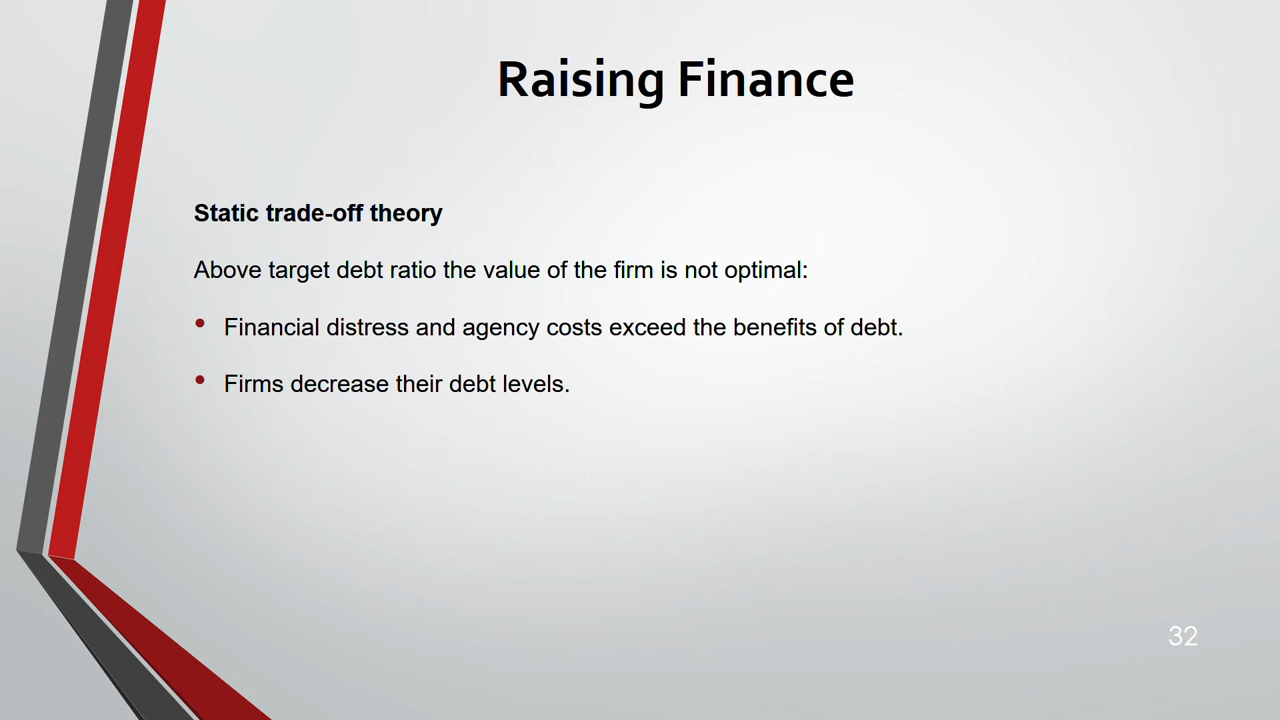 Raising Finance
Static trade-off theory
Above target debt ratio the value of the firm is not optimal:
• Financial distress and agency costs exceed the benefits of debt.
• Firms decrease their debt levels.
32